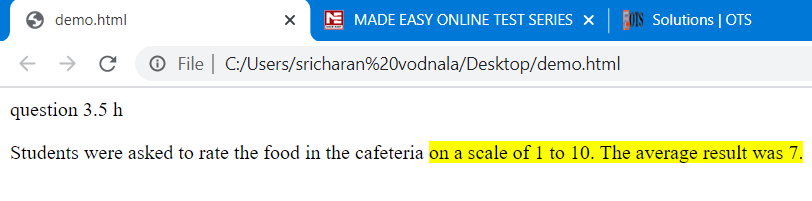 demo.html
MADE EASY ONLINE TEST SERIES
OTS Solutions | OTS
File | C:/Users/sricharan%20vodnala/Desktop/demo.html
question 3.5 h
Students were asked to rate the food in the cafeteria on a scale of 1 to 10. The average result was 7.